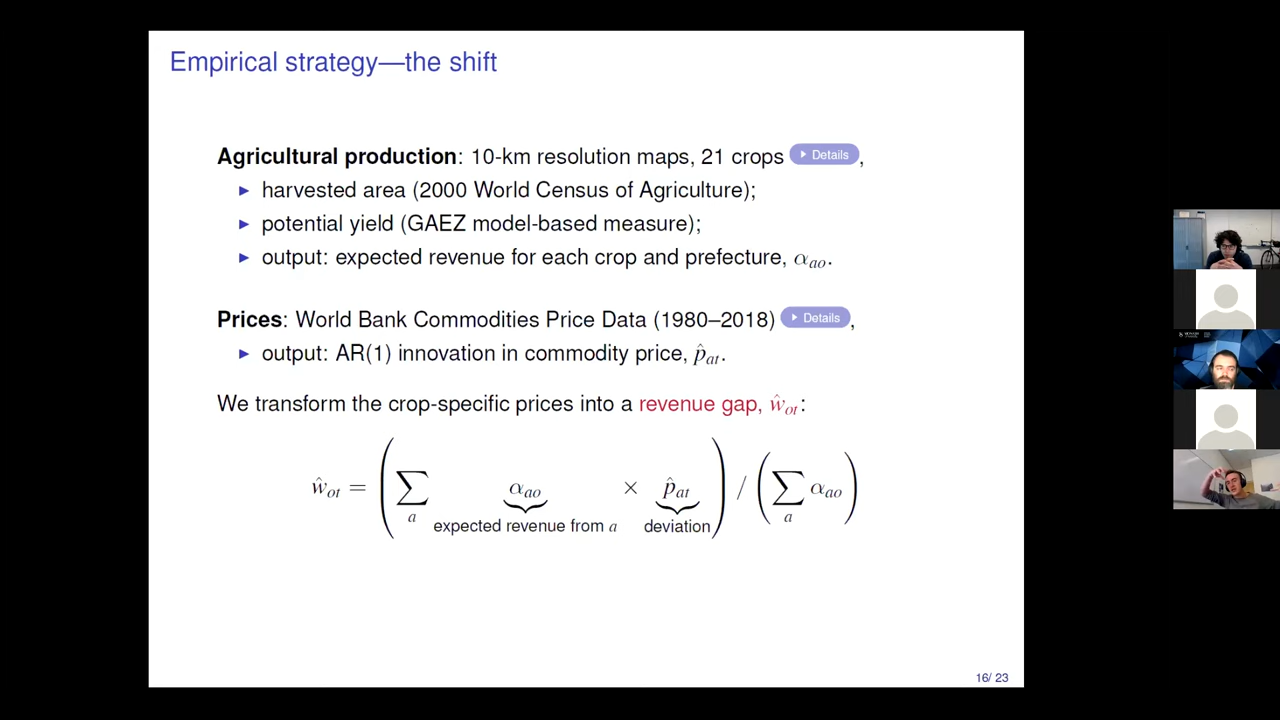 Empirical strategy—the shift
Agricultural production: 10-km resolution maps, 21 crops Details,
harvested area (2000 World Census of Agriculture);
potential yield (GAEZ model-based measure);
output: expected revenue for each crop and prefecture, α_ao.
Prices: World Bank Commodities Price Data (1980–2018) Details,
output: AR(1) innovation in commodity price, p̂_at.
We transform the crop-specific prices into a revenue gap, ŵ_ot:
ŵ_ot = ( ∑_a α_ao × p̂_at ) / ( ∑_a α_ao )
expected revenue from a deviation
16/ 23